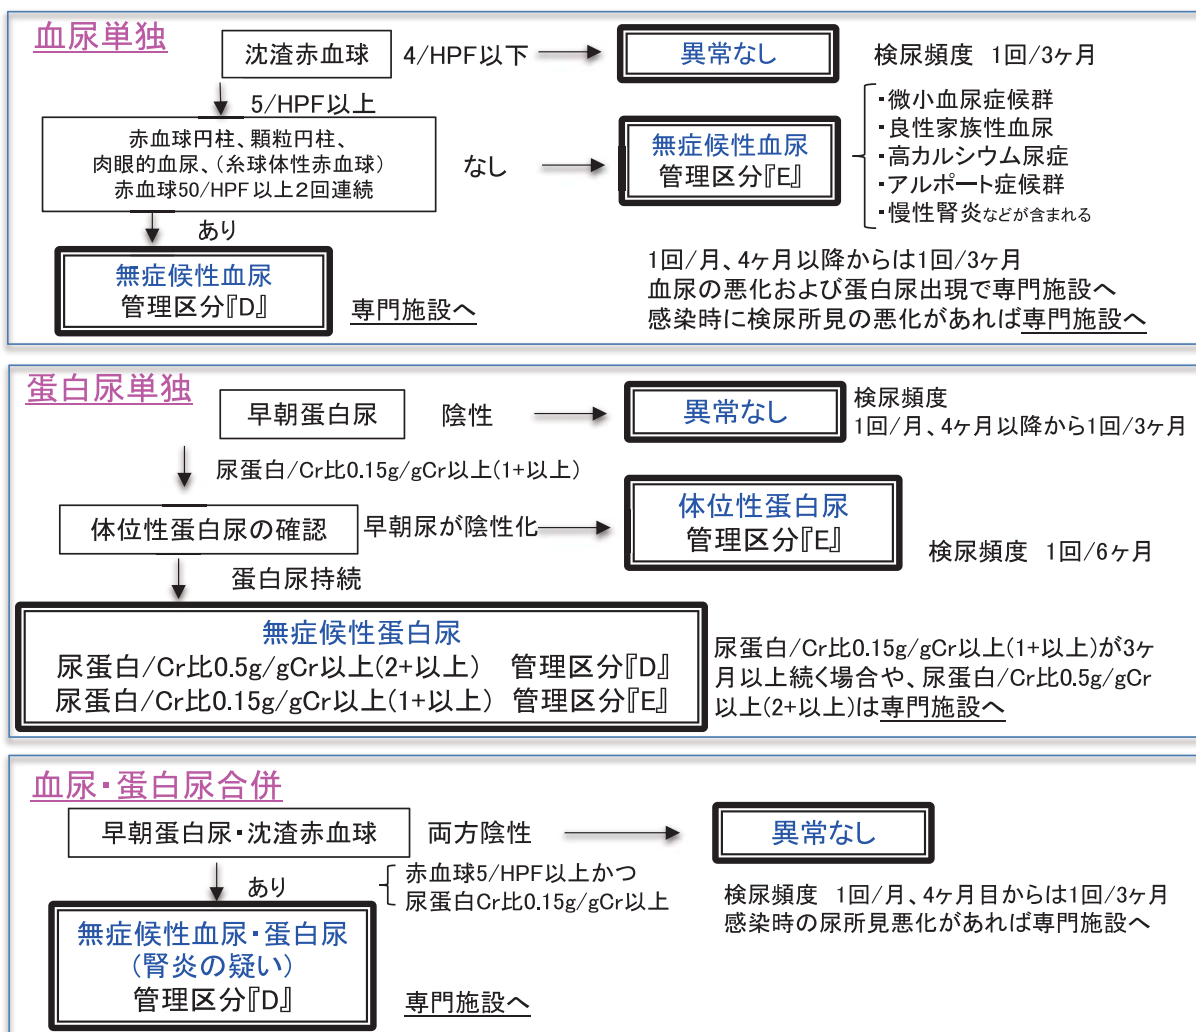 血尿単独
沈渣赤血球
4/HPF以下
異常なし
検尿頻度 1回/3ヶ月
5/HPF以上
赤血球円柱、顆粒円柱、
肉眼的血尿、(糸球体性赤血球)
赤血球50/HPF以上2回連続
なし
無症候性血尿
管理区分『E』
・微小血尿症候群
・良性家族性血尿
・高カルシウム尿症
・アルポート症候群
・慢性腎炎などが含まれる
あり
無症候性血尿
管理区分『D』
専門施設へ
1回/月、4ヶ月以降からは1回/3ヶ月
血尿の悪化および蛋白尿出現で専門施設へ
感染時に検尿所見の悪化があれば専門施設へ
蛋白尿単独
早朝蛋白尿
陰性
異常なし
検尿頻度
1回/月、4ヶ月以降から1回/3ヶ月
尿蛋白/Cr比0.15g/gCr以上(1+以上)
体位性蛋白尿の確認
早朝尿が陰性化
体位性蛋白尿
管理区分『E』
検尿頻度 1回/6ヶ月
蛋白尿持続
無症候性蛋白尿
尿蛋白/Cr比0.5g/gCr以上(2+以上) 管理区分『D』
尿蛋白/Cr比0.15g/gCr以上(1+以上) 管理区分『E』
尿蛋白/Cr比0.15g/gCr以上(1+以上)が3ヶ
月以上続く場合や、尿蛋白/Cr比0.5g/gCr
以上(2+以上)は専門施設へ
血尿・蛋白尿合併
早朝蛋白尿・沈渣赤血球
両方陰性
異常なし
あり
赤血球5/HPF以上かつ
尿蛋白Cr比0.15g/gCr以上
検尿頻度 1回/月、4ヶ月目からは1回/3ヶ月
感染時の尿所見悪化があれば専門施設へ
無症候性血尿・蛋白尿
(腎炎の疑い)
管理区分『D』
専門施設へ